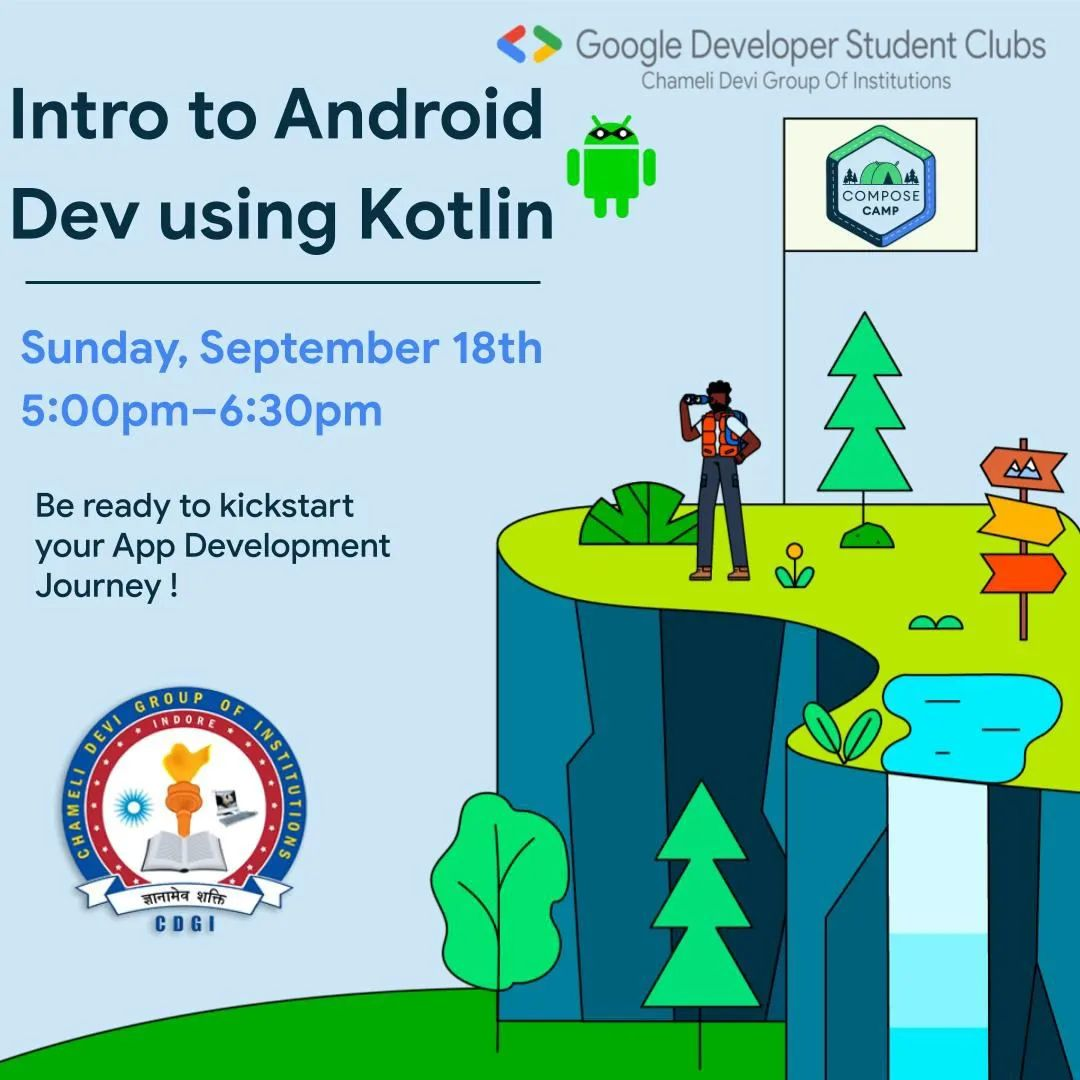 Google Developer Student Clubs
Chameli Devi Group Of Institutions
Intro to Android
Dev using Kotlin
COMPOSE
CAMP
Sunday, September 18th
5:00pm–6:30pm
Be ready to kickstart
your App Development
Journey !
CHAMELI DEVI GROUP OF INSTITUTIONS
INDORE
ज्ञानामेव शक्ति
CDGI